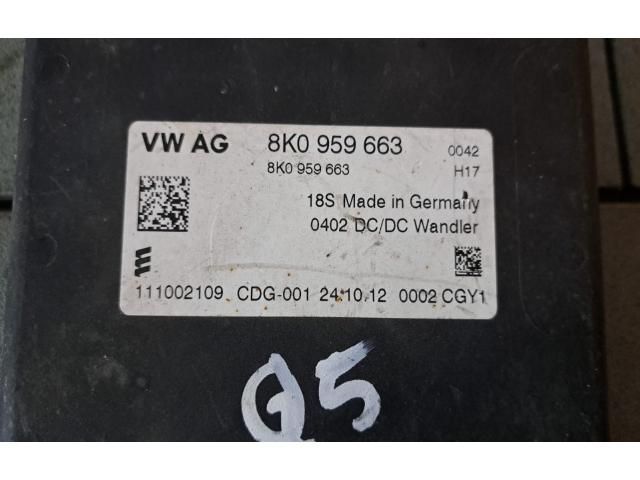 VW AG 8K0 959 663 0042
8K0 959 663 H17
18S Made in Germany
0402 DC/DC Wandler
111002109 CDG-001 24.10.12 0002 CGY1
Q5